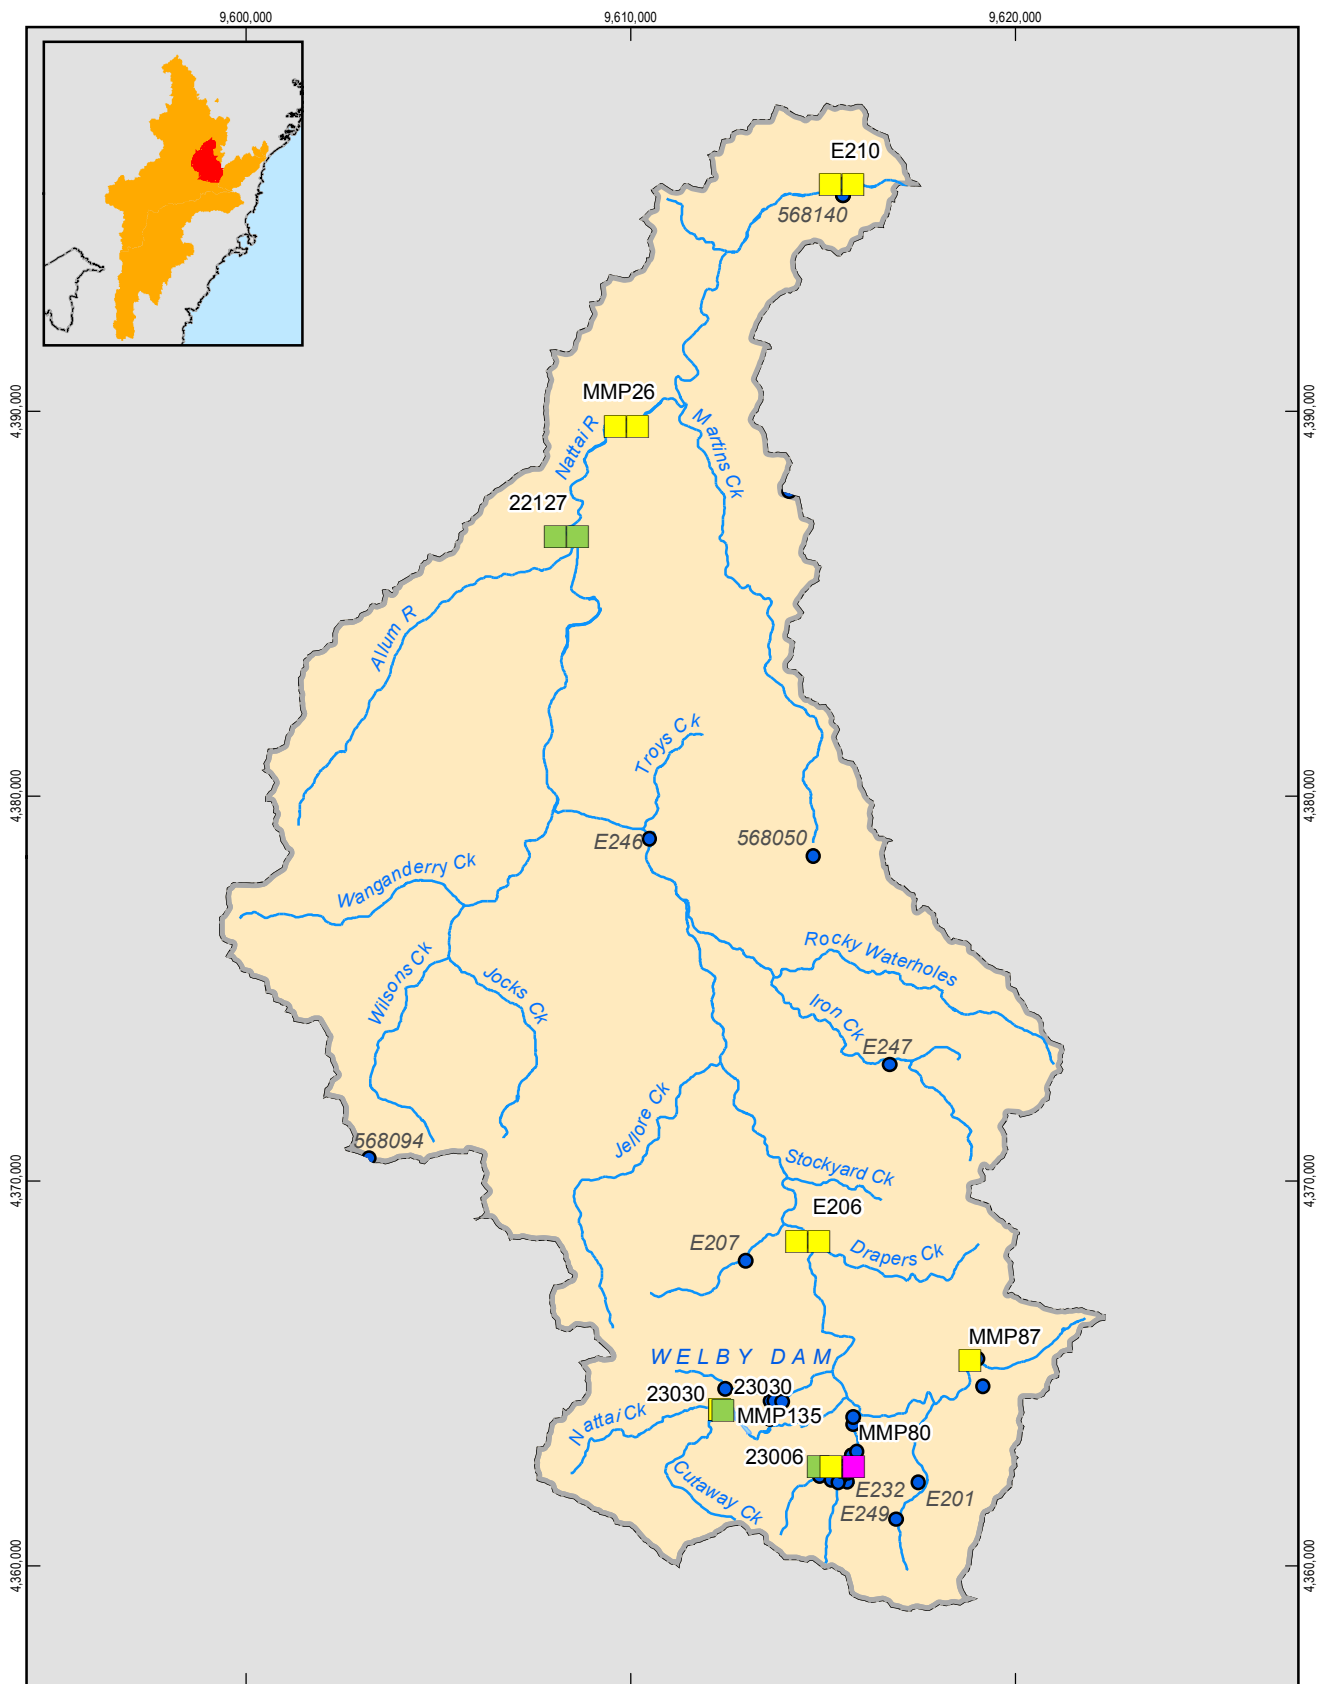 9,600,000
9,610,000
9,620,000
E210
568140
4,390,000
4,390,000
MMP26
Nattai R
Martins Ck
22127
Allum R
Troys Ck
4,380,000
4,380,000
E246
568050
Wanganderry Ck
Rocky Waterholes
Wilsons Ck
Jocks Ck
Iron Ck
E247
Jellore Ck
568094
Stockyard Ck
4,370,000
4,370,000
E206
E207
Drapers Ck
MMP87
WELBY DAM
23030
23030
Nattai Ck
MMP135
MMP80
23006
Cutaway Ck
E232
E201
E249
4,360,000
4,360,000